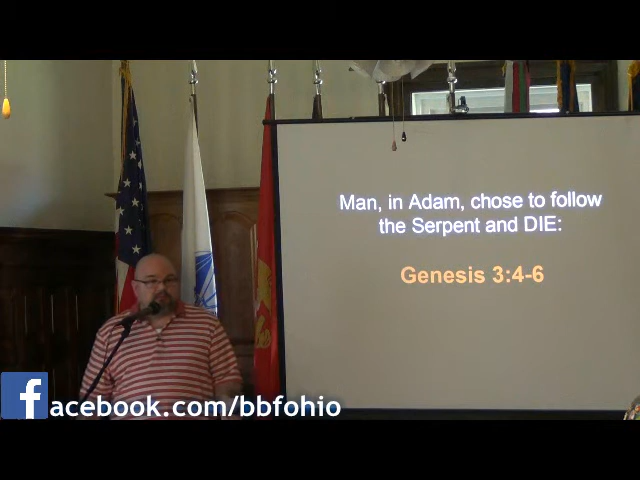 Man, in Adam, chose to follow
the Serpent and DIE:
Genesis 3:4-6
facebook.com/bbfohio